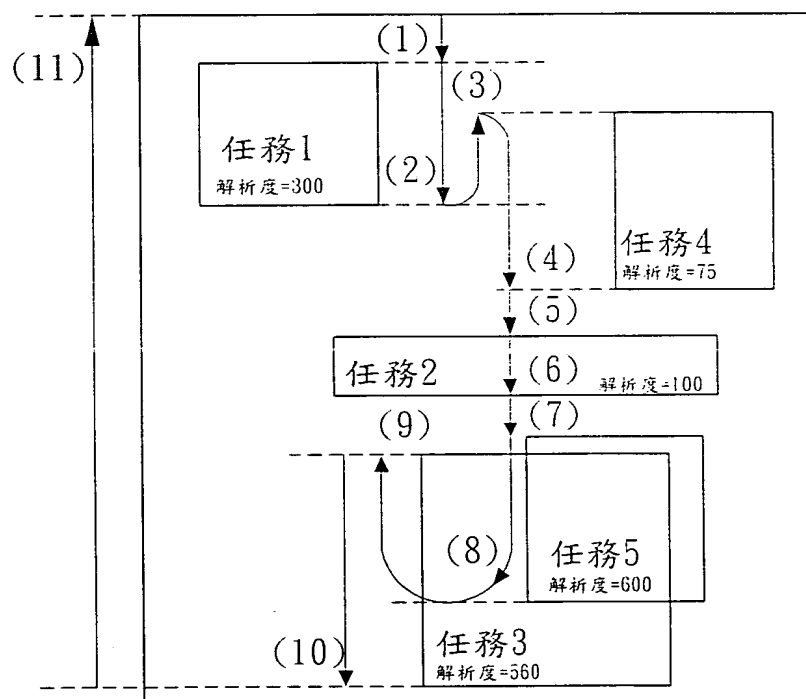 (1)
(11)
(3)
任務1
解析度=300
(2)
任務4
解析度=75
(4)
(5)
任務2
(6)
解析度=100
(7)
(9)
(8)
任務5
解析度=600
任務3
解析度=560
(10)